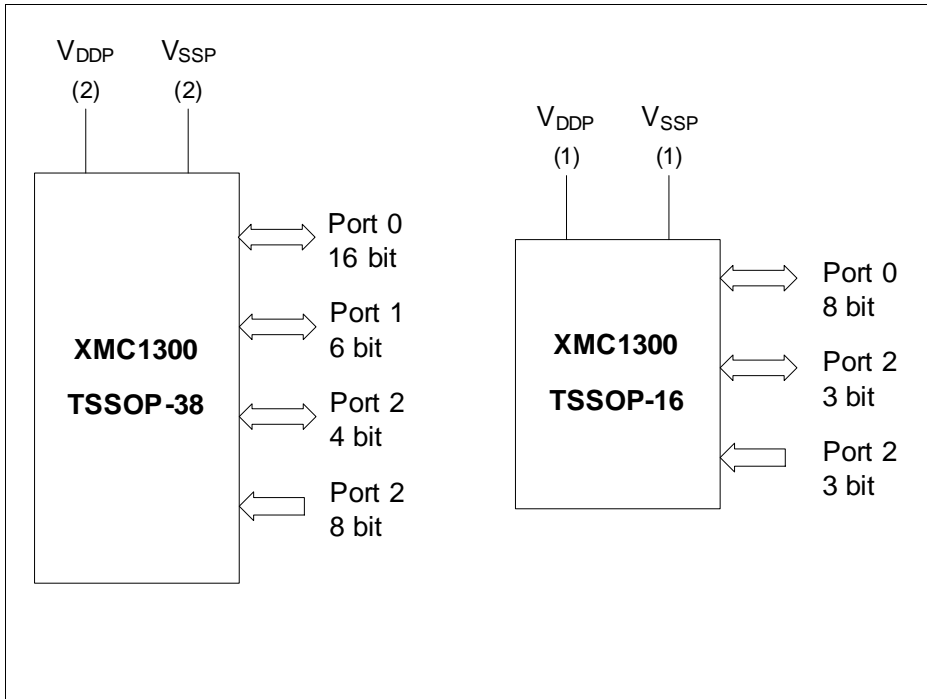 VDDP
VSSP
(2)
(2)
XMC1300
TSSOP-38
Port 0
16 bit
Port 1
6 bit
Port 2
4 bit
Port 2
8 bit
VDDP
VSSP
(1)
(1)
XMC1300
TSSOP-16
Port 0
8 bit
Port 2
3 bit
Port 2
3 bit